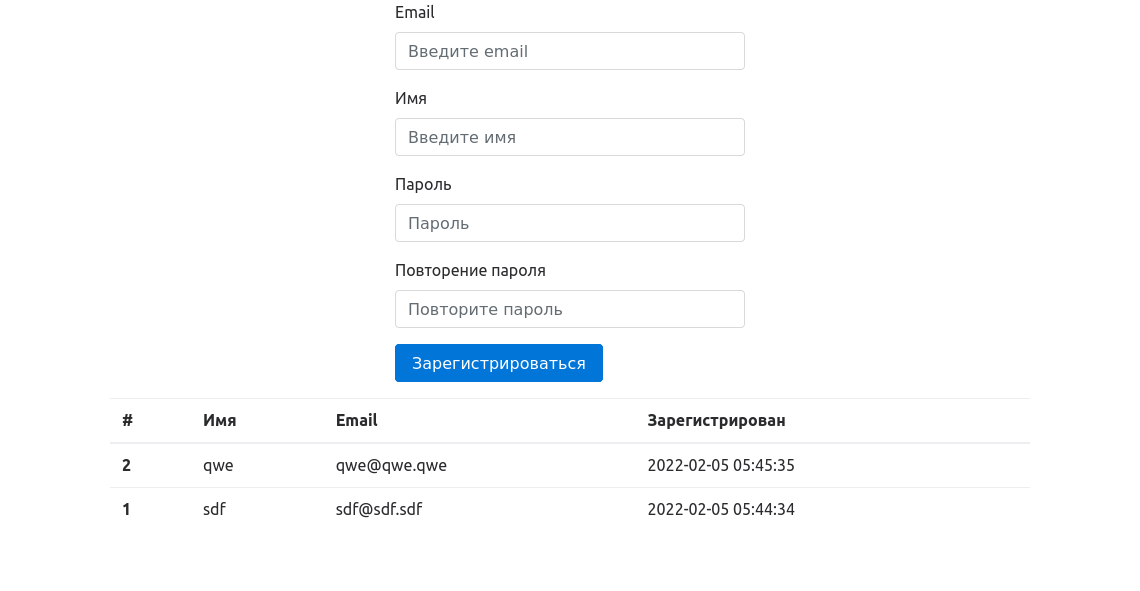 Email
Введите email
Имя
Введите имя
Пароль
Пароль
Повторение пароля
Повторите пароль
Зарегистрироваться
# Имя Email Зарегистрирован
2 qwe qwe@qwe.qwe 2022-02-05 05:45:35
1 sdf sdf@sdf.sdf 2022-02-05 05:44:34